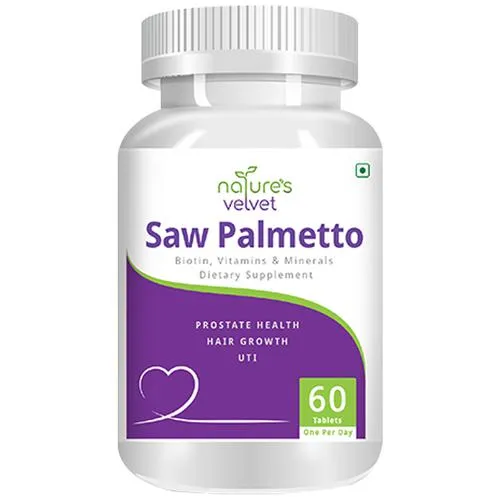 nature's
velvet
Saw Palmetto
Biotin, Vitamins & Minerals
Dietary Supplement
PROSTATE HEALTH
HAIR GROWTH
UTI
60
Tablets
One Per Day